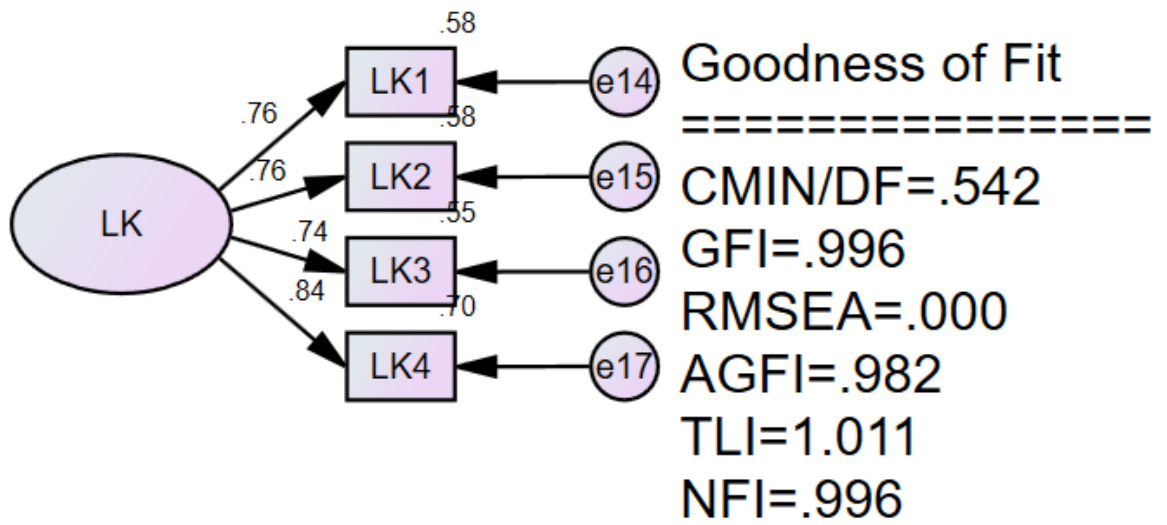 .58
LK1
e14
.76
.58
LK2
e15
.76
.55
LK
.74
LK3
e16
.84
.70
LK4
e17
Goodness of Fit
===============
CMIN/DF=.542
GFI=.996
RMSEA=.000
AGFI=.982
TLI=1.011
NFI=.996